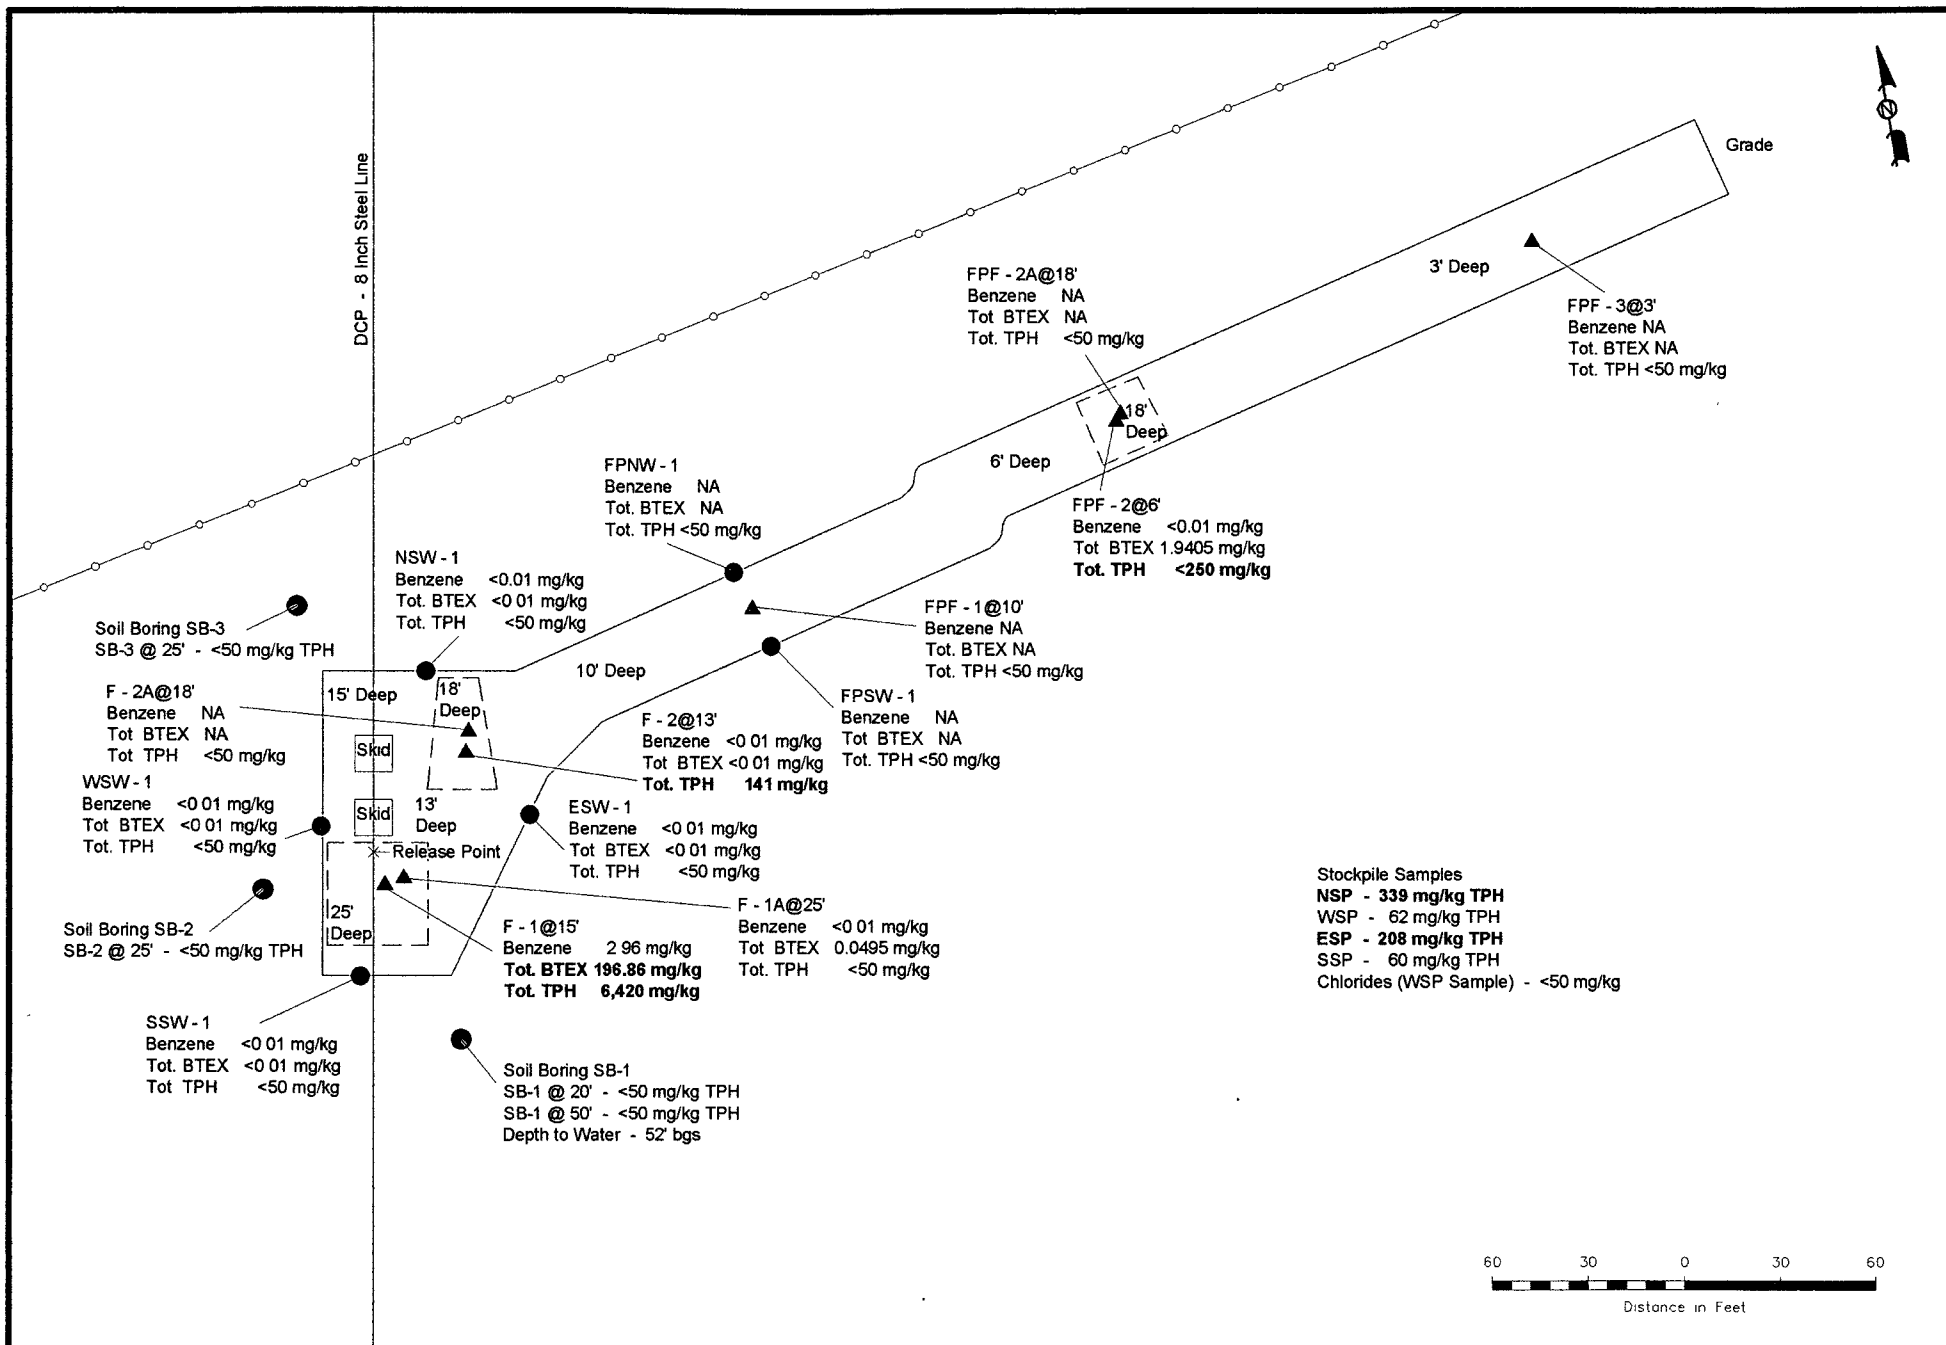 DCP - 8 Inch Steel Line
N
Grade
3' Deep
FPF - 3@3'
Benzene NA
Tot. BTEX NA
Tot. TPH <50 mg/kg
FPF - 2A@18'
Benzene NA
Tot BTEX NA
Tot. TPH <50 mg/kg
18'
Deep
6' Deep
FPF - 2@6'
Benzene <0.01 mg/kg
Tot BTEX 1.9405 mg/kg
Tot. TPH <250 mg/kg
FPNW - 1
Benzene NA
Tot. BTEX NA
Tot. TPH <50 mg/kg
NSW - 1
Benzene <0.01 mg/kg
Tot. BTEX <0 01 mg/kg
Tot. TPH <50 mg/kg
FPF - 1@10'
Benzene NA
Tot. BTEX NA
Tot. TPH <50 mg/kg
Soil Boring SB-3
SB-3 @ 25' - <50 mg/kg TPH
10' Deep
FPSW - 1
Benzene NA
Tot BTEX NA
Tot. TPH <50 mg/kg
F - 2A@18'
Benzene NA
Tot BTEX NA
Tot TPH <50 mg/kg
15' Deep
18'
Deep
F - 2@13'
Benzene <0 01 mg/kg
Tot BTEX <0 01 mg/kg
Tot. TPH 141 mg/kg
Skid
Skid
13'
Deep
WSW - 1
Benzene <0 01 mg/kg
Tot BTEX <0 01 mg/kg
Tot. TPH <50 mg/kg
ESW - 1
Benzene <0 01 mg/kg
Tot BTEX <0 01 mg/kg
Tot. TPH <50 mg/kg
Release Point
25'
Deep
Soil Boring SB-2
SB-2 @ 25' - <50 mg/kg TPH
F - 1@15'
Benzene 2 96 mg/kg
Tot. BTEX 196.86 mg/kg
Tot. TPH 6,420 mg/kg
F - 1A@25'
Benzene <0 01 mg/kg
Tot BTEX 0.0495 mg/kg
Tot. TPH <50 mg/kg
Stockpile Samples
NSP - 339 mg/kg TPH
WSP - 62 mg/kg TPH
ESP - 208 mg/kg TPH
SSP - 60 mg/kg TPH
Chlorides (WSP Sample) - <50 mg/kg
SSW - 1
Benzene <0 01 mg/kg
Tot. BTEX <0 01 mg/kg
Tot TPH <50 mg/kg
Soil Boring SB-1
SB-1 @ 20' - <50 mg/kg TPH
SB-1 @ 50' - <50 mg/kg TPH
Depth to Water - 52' bgs
60 30 0 30 60
Distance in Feet